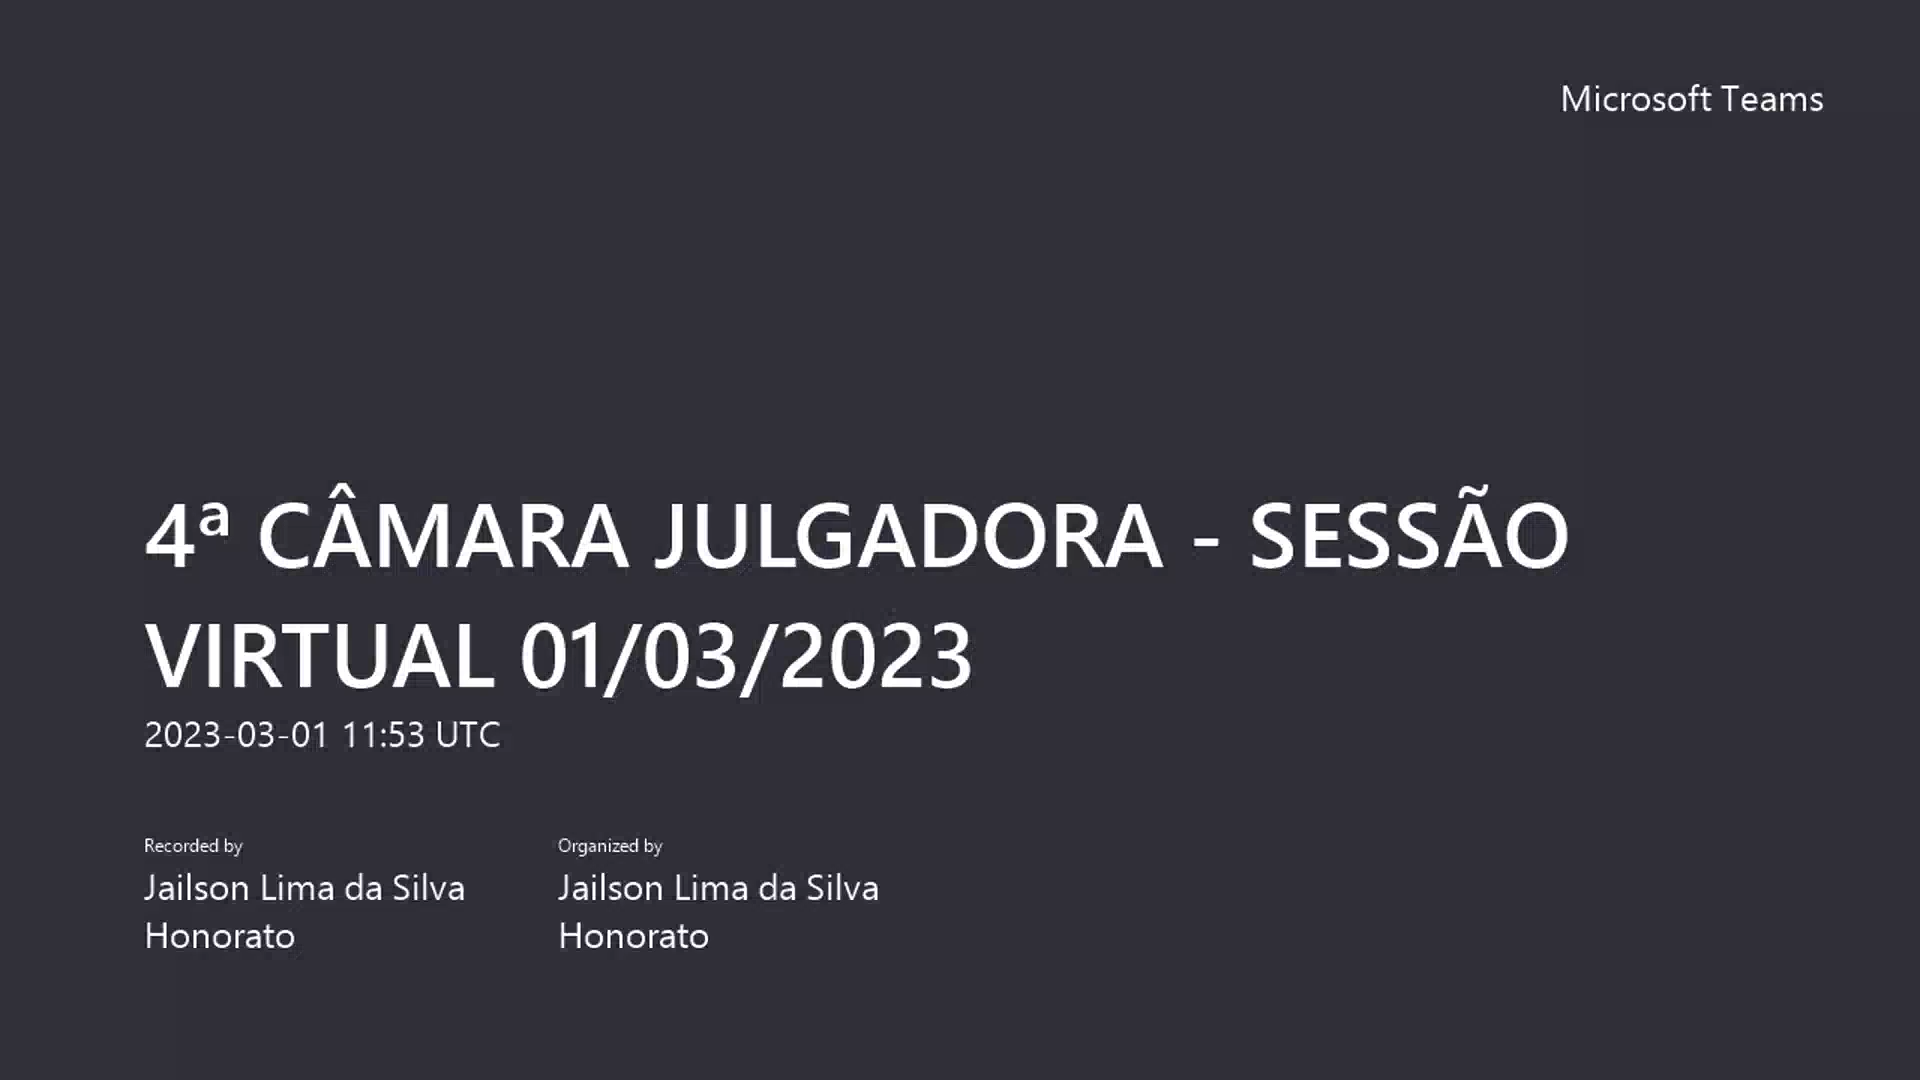 Microsoft Teams
4ª CÂMARA JULGADORA - SESSÃO
VIRTUAL 01/03/2023
2023-03-01 11:53 UTC
Recorded by
Jailson Lima da Silva
Honorato
Organized by
Jailson Lima da Silva
Honorato